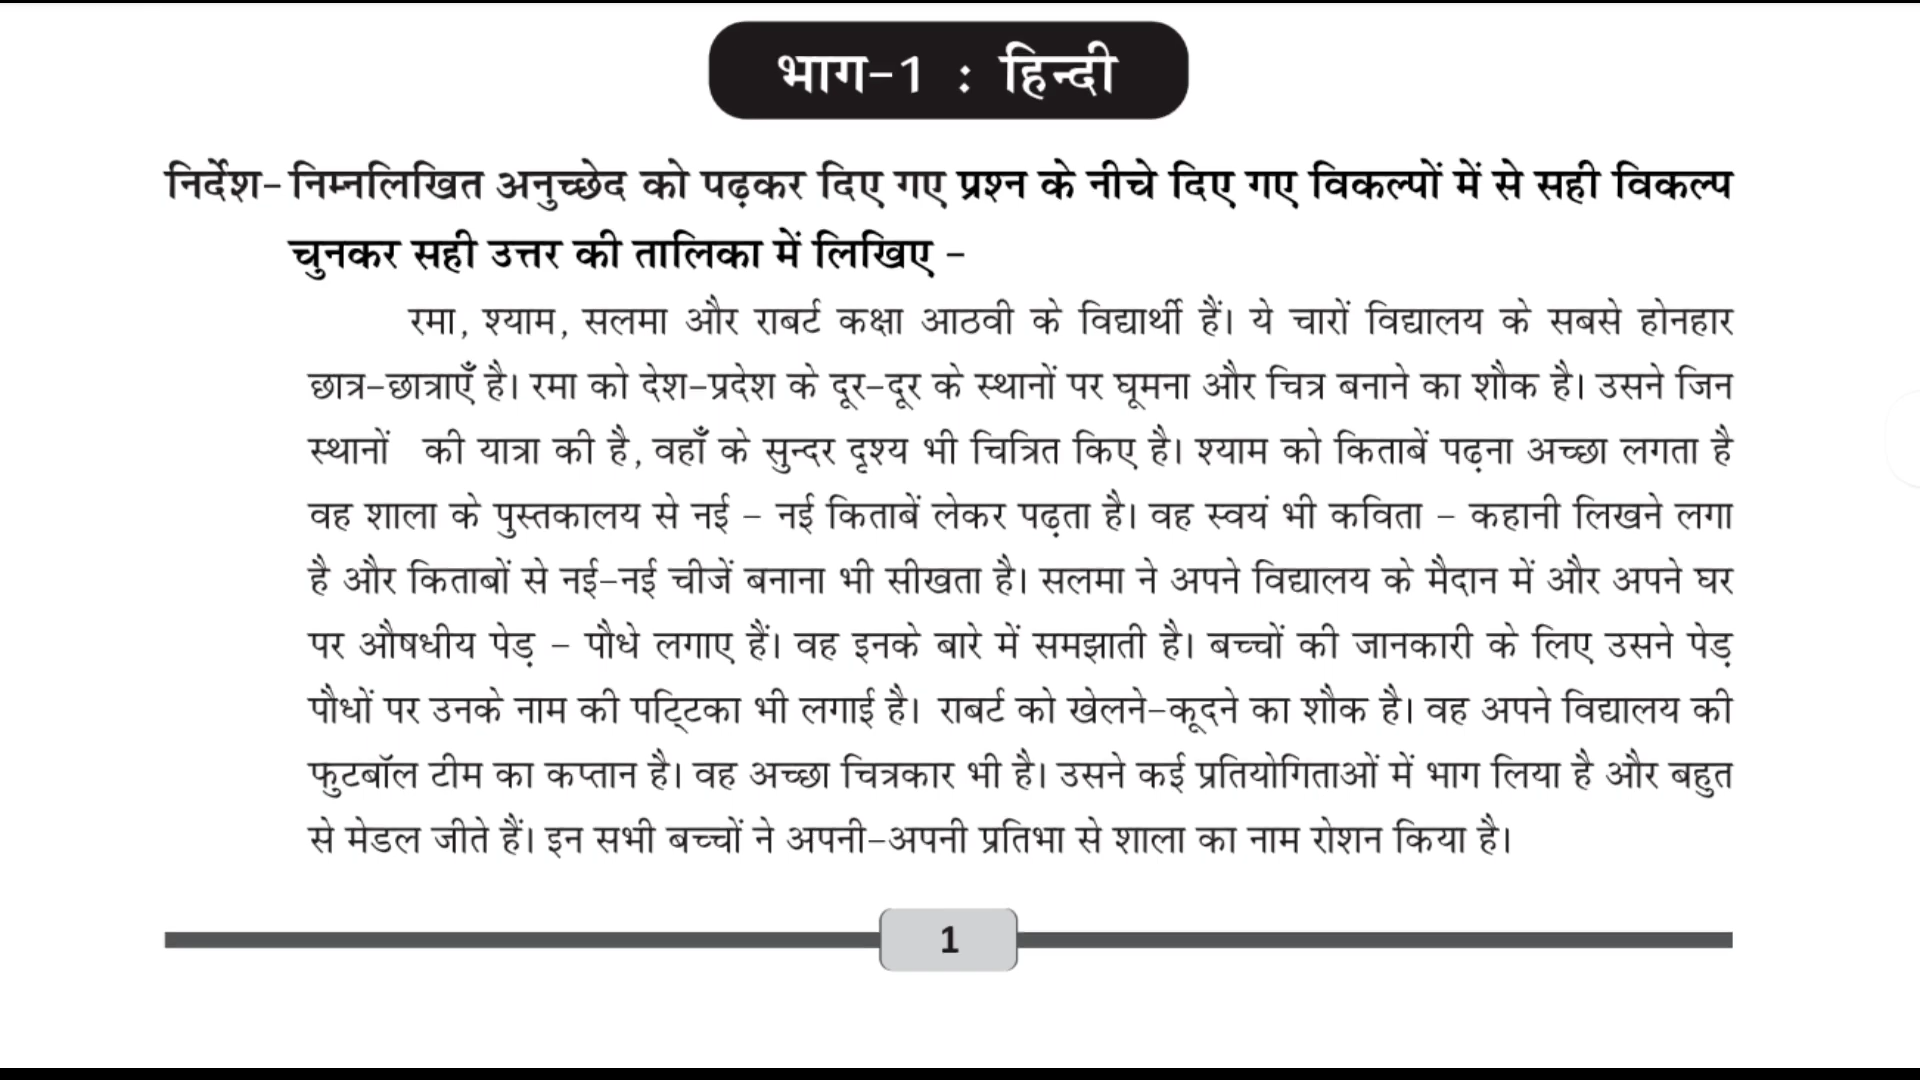 भाग-1 : हिन्दी
निर्देश- निम्नलिखित अनुच्छेद को पढ़कर दिए गए प्रश्न के नीचे दिए गए विकल्पों में से सही विकल्प
चुनकर सही उत्तर की तालिका में लिखिए -
रमा, श्याम, सलमा और राबर्ट कक्षा आठवी के विद्यार्थी हैं। ये चारों विद्यालय के सबसे होनहार
छात्र-छात्राएँ है। रमा को देश-प्रदेश के दूर-दूर के स्थानों पर घूमना और चित्र बनाने का शौक है। उसने जिन
स्थानों की यात्रा की है, वहाँ के सुन्दर दृश्य भी चित्रित किए है। श्याम को किताबें पढ़ना अच्छा लगता है
वह शाला के पुस्तकालय से नई - नई किताबें लेकर पढ़ता है। वह स्वयं भी कविता - कहानी लिखने लगा
है और किताबों से नई-नई चीजें बनाना भी सीखता है। सलमा ने अपने विद्यालय के मैदान में और अपने घर
पर औषधीय पेड़ - पौधे लगाए हैं। वह इनके बारे में समझाती है। बच्चों की जानकारी के लिए उसने पेड़
पौधों पर उनके नाम की पट्टिका भी लगाई है। राबर्ट को खेलने-कूदने का शौक है। वह अपने विद्यालय की
फुटबॉल टीम का कप्तान है। वह अच्छा चित्रकार भी है। उसने कई प्रतियोगिताओं में भाग लिया है और बहुत
से मेडल जीते हैं। इन सभी बच्चों ने अपनी-अपनी प्रतिभा से शाला का नाम रोशन किया है।
1